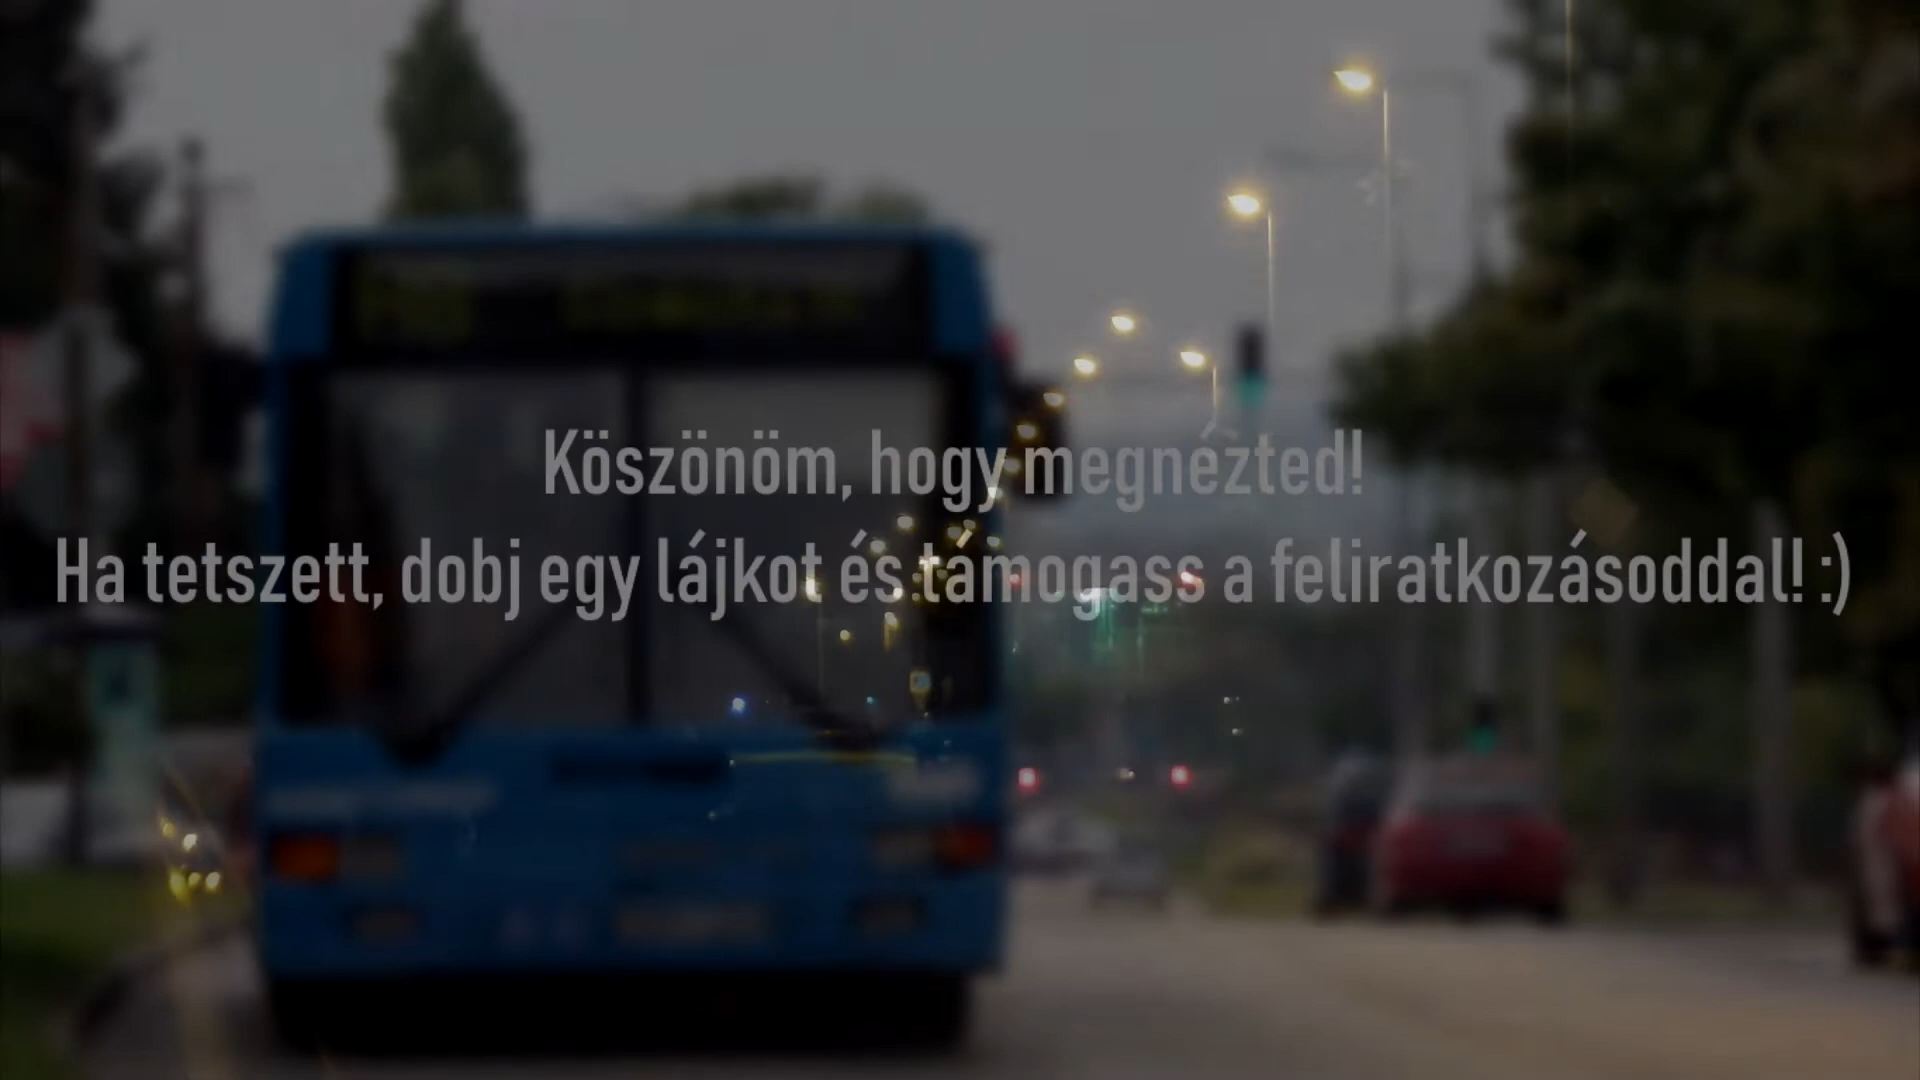 Köszönöm, hogy megnézted!
Ha tetszett, dobj egy lájkot és támogass a feliratkozásoddal! :)